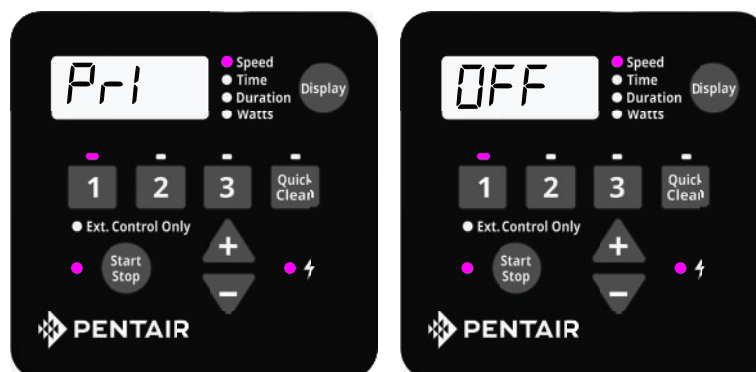 PrI
Speed
Time
Duration
Watts
Display
1 2 3 Quick Clean
Ext. Control Only
Start
Stop
+
−
PENTAIR
OFF
Speed
Time
Duration
Watts
Display
1 2 3 Quick Clean
Ext. Control Only
Start
Stop
+
−
PENTAIR